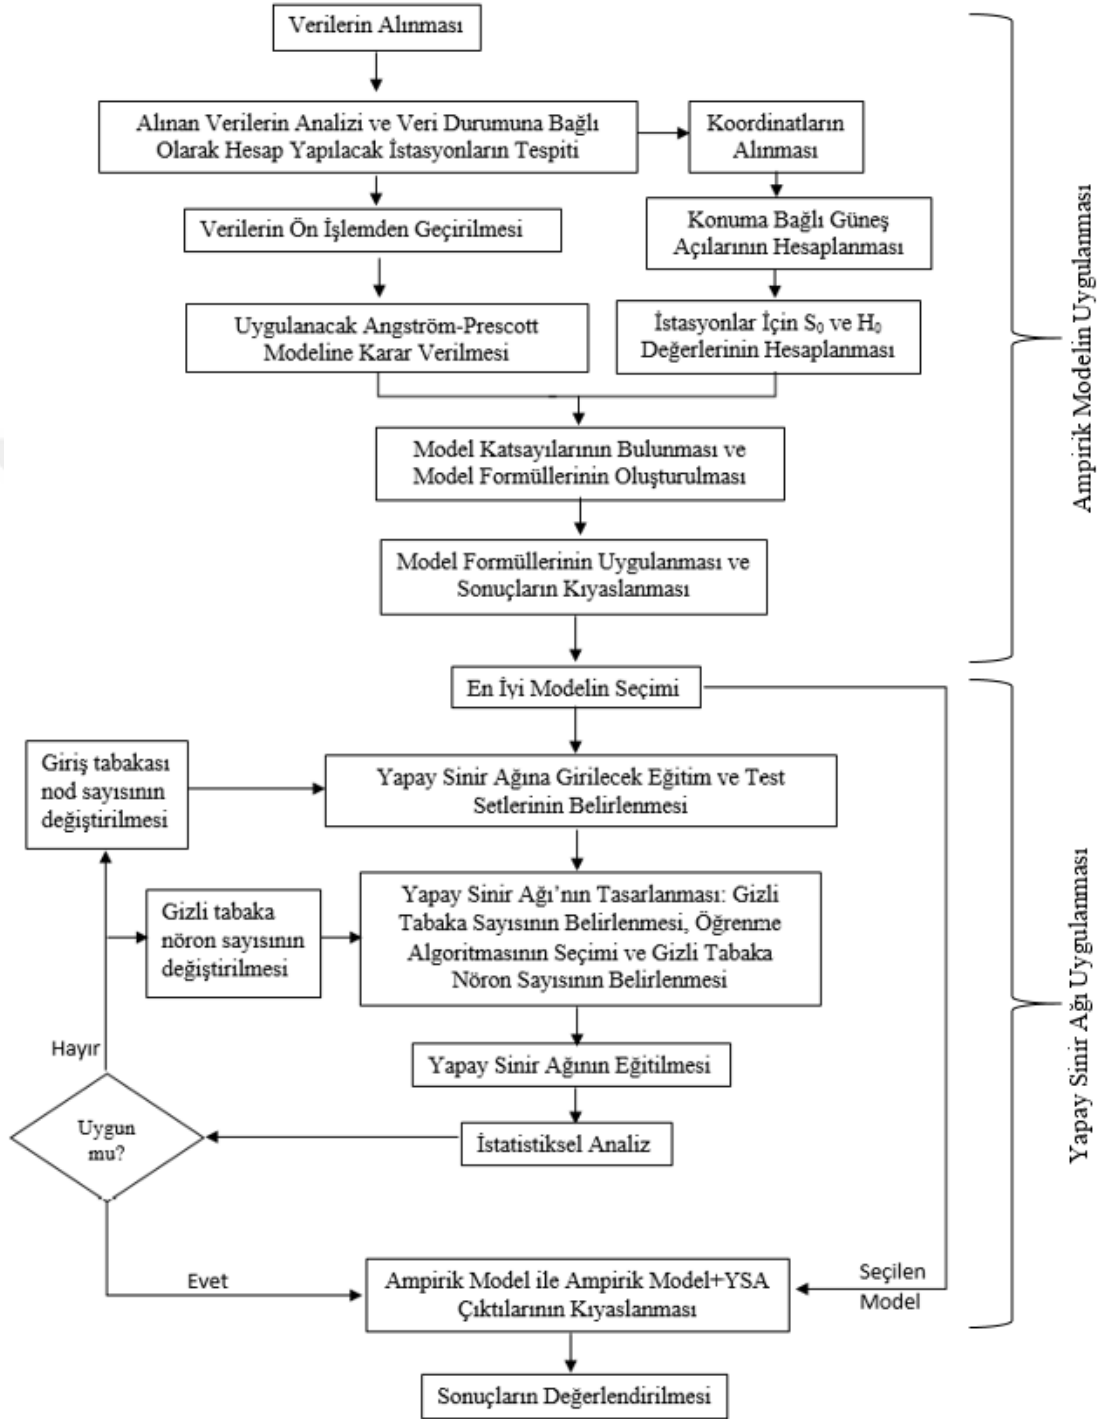 Verilerin Alınması
Alınan Verilerin Analizi ve Veri Durumuna Bağlı
Olarak Hesap Yapılacak İstasyonların Tespiti
Koordinatların
Alınması
Verilerin Ön İşlemden Geçirilmesi
Konuma Bağlı Güneş
Açılarının Hesaplanması
Uygulanacak Angström-Prescott
Modeline Karar Verilmesi
İstasyonlar İçin S₀ ve H₀
Değerlerinin Hesaplanması
Model Katsayılarının Bulunması ve
Model Formüllerinin Oluşturulması
Model Formüllerinin Uygulanması ve
Sonuçların Kıyaslanması
Ampirik Modelin Uygulanması
En İyi Modelin Seçimi
Giriş tabakası
nod sayısının
değiştirilmesi
Yapay Sinir Ağına Girilecek Eğitim ve Test
Setlerinin Belirlenmesi
Gizli tabaka
nöron sayısının
değiştirilmesi
Yapay Sinir Ağı’nın Tasarlanması: Gizli
Tabaka Sayısının Belirlenmesi, Öğrenme
Algoritmasının Seçimi ve Gizli Tabaka
Nöron Sayısının Belirlenmesi
Hayır
Yapay Sinir Ağının Eğitilmesi
Uygun
mu?
İstatistiksel Analiz
Evet
Ampirik Model ile Ampirik Model+YSA
Çıktılarının Kıyaslanması
Seçilen
Model
Sonuçların Değerlendirilmesi
Yapay Sinir Ağı Uygulanması